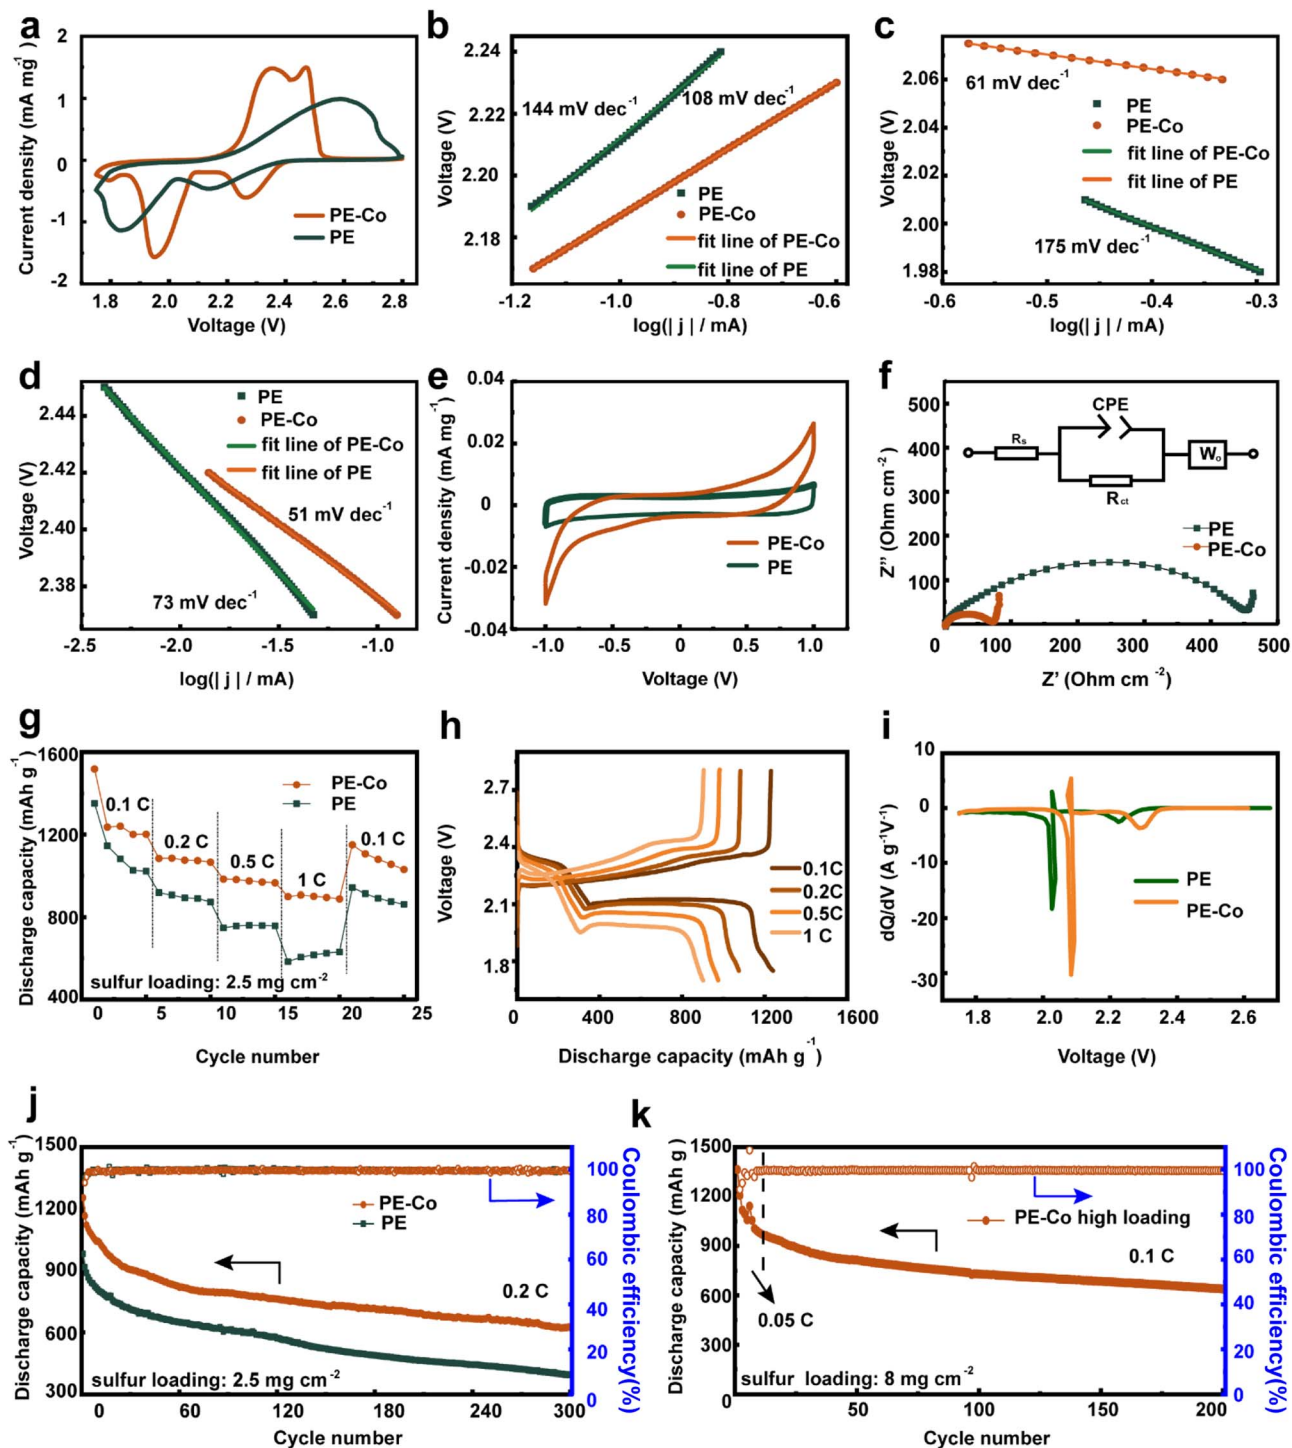 a
2
1
0
-1
-2
Current density (mA mg-1)
PE-Co
PE
1.8 2.0 2.2 2.4 2.6 2.8
Voltage (V)
b
2.24
2.22
2.20
2.18
Voltage (V)
144 mV dec-1
108 mV dec-1
PE
PE-Co
fit line of PE-Co
fit line of PE
-1.2 -1.0 -0.8 -0.6
log(| j | / mA)
c
2.06
2.04
2.02
2.00
1.98
Voltage (V)
61 mV dec-1
PE
PE-Co
fit line of PE-Co
fit line of PE
175 mV dec-1
-0.6 -0.5 -0.4 -0.3
log(| j | / mA)
d
2.44
2.42
2.40
2.38
Voltage (V)
PE
PE-Co
fit line of PE-Co
fit line of PE
51 mV dec-1
73 mV dec-1
-2.5 -2.0 -1.5 -1.0
log(| j | / mA)
e
0.04
0.02
0
-0.02
-0.04
Current density (mA mg-1)
PE-Co
PE
-1.0 -0.5 0 0.5 1.0
Voltage (V)
f
500
400
300
200
100
Z'' (Ohm cm-2)
CPE
Rs
Rct
Wo
PE
PE-Co
0 100 200 300 400 500
Z' (Ohm cm-2)
g
1600
1200
800
400
Discharge capacity (mAh g-1)
PE-Co
PE
0.1 C
0.2 C
0.5 C
1 C
0.1 C
sulfur loading: 2.5 mg cm-2
0 5 10 15 20 25
Cycle number
h
2.7
2.4
2.1
1.8
Voltage (V)
0.1C
0.2C
0.5C
1 C
0 400 800 1200 1600
Discharge capacity (mAh g-1)
i
10
0
-10
-20
-30
dQ/dV (A g-1V-1)
PE
PE-Co
1.8 2.0 2.2 2.4 2.6
Voltage (V)
j
1500
1200
900
600
300
Discharge capacity (mAh g-1)
PE-Co
PE
0.2 C
sulfur loading: 2.5 mg cm-2
0 60 120 180 240 300
Cycle number
100
80
60
40
20
0
Coulombic efficiency(%)
k
1500
1200
900
600
300
0
Discharge capacity (mAh g )
PE-Co high loading
0.1 C
0.05 C
sulfur loading: 8 mg cm-2
50 100 150 200
Cycle number
100
80
60
40
20
0
Coulombic efficiency(%)